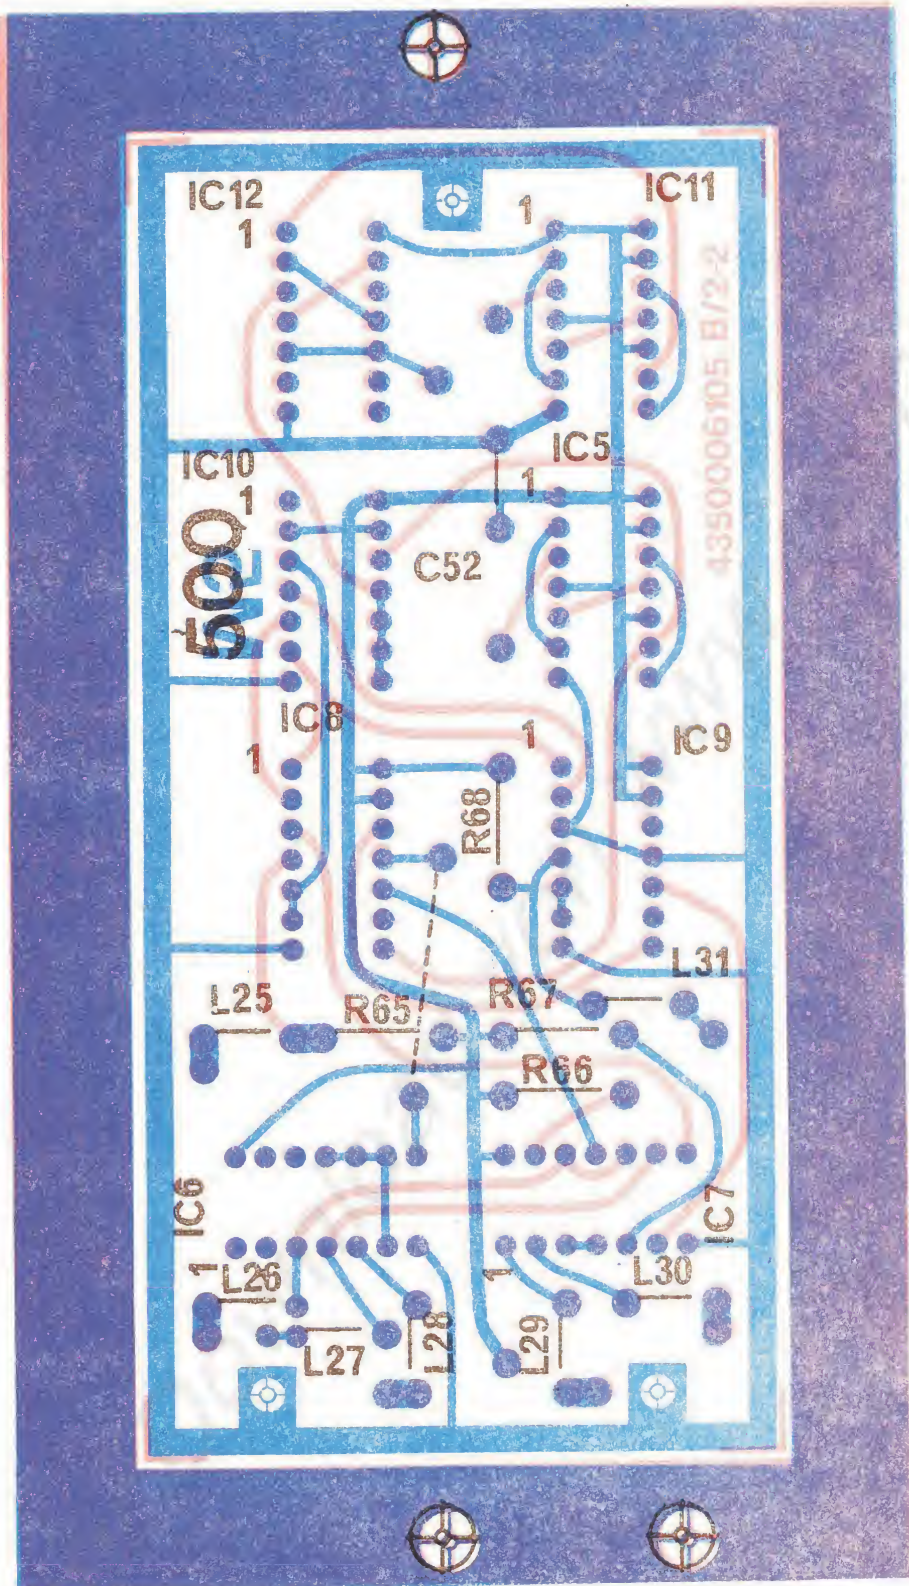 IC12
1
1
IC11
4350006105 B/2-2
IC10
1
IC5
1
500
C52
IC8
1
1
IC9
R68
L25
R65
R67
L31
R66
IC6
IC7
1
L26
1
L30
L27
L28
L29